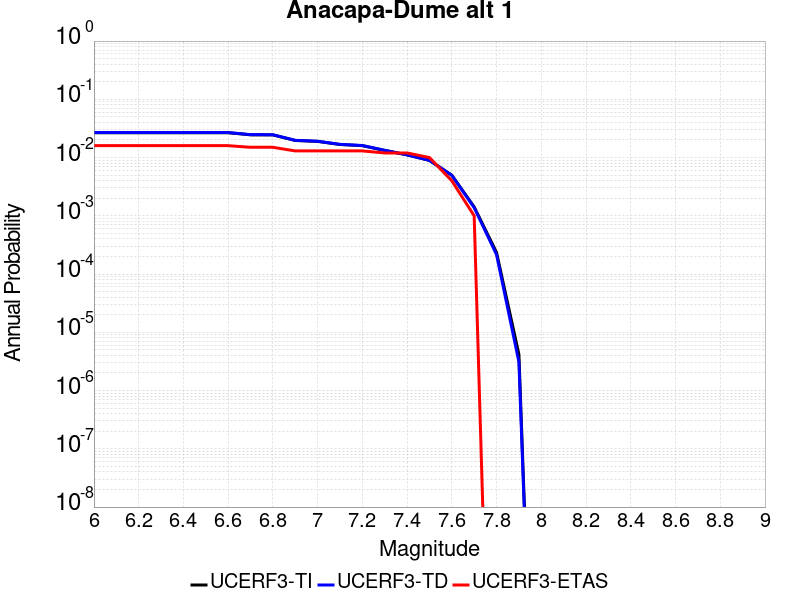 Anacapa-Dume alt 1
10^0
10^-1
10^-2
10^-3
10^-4
10^-5
10^-6
10^-7
10^-8
Annual Probability
6 6.2 6.4 6.6 6.8 7 7.2 7.4 7.6 7.8 8 8.2 8.4 8.6 8.8 9
Magnitude
UCERF3-TI UCERF3-TD UCERF3-ETAS